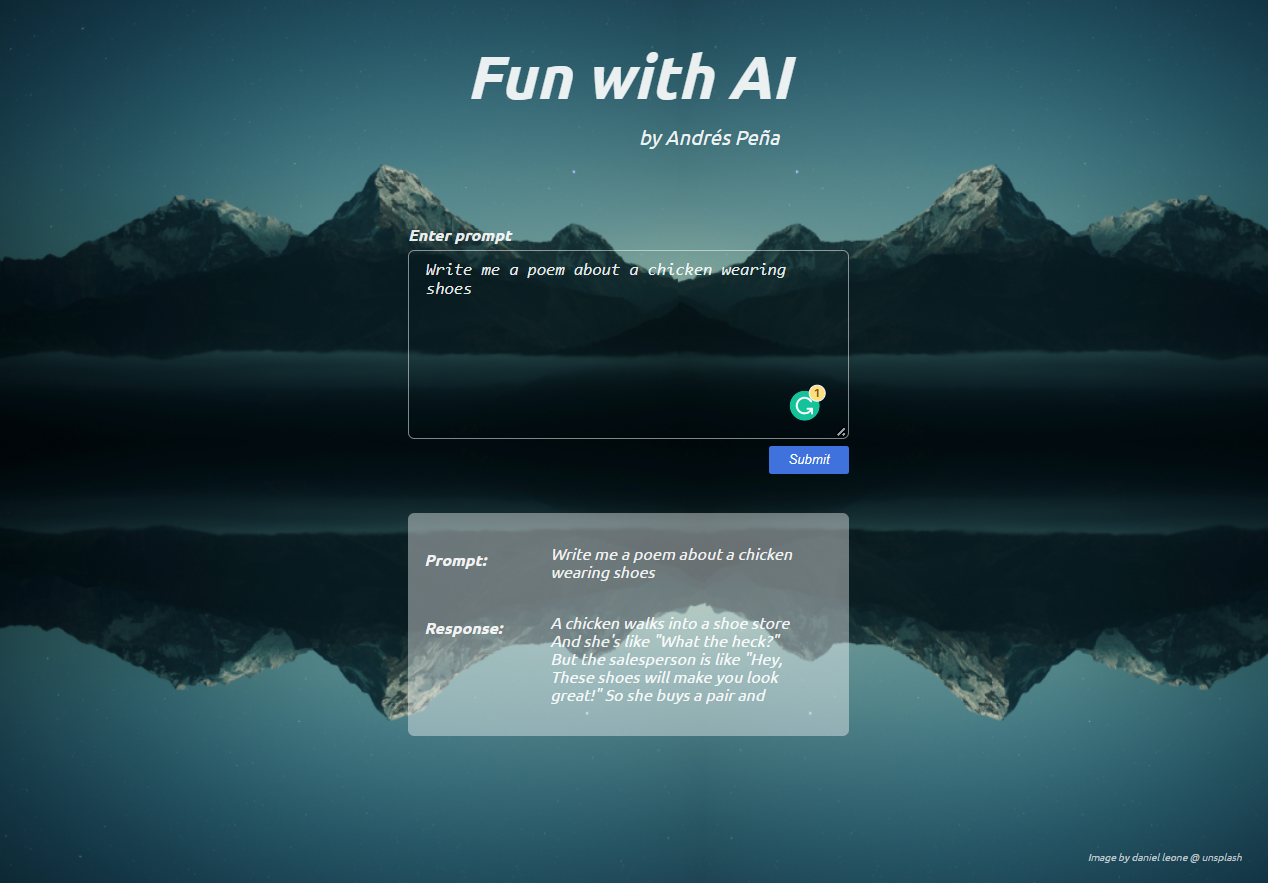 Fun with AI
by Andrés Peña
Enter prompt
Write me a poem about a chicken wearing
shoes
1
Submit
Prompt:
Write me a poem about a chicken
wearing shoes
Response:
A chicken walks into a shoe store
And she's like "What the heck?"
But the salesperson is like "Hey,
These shoes will make you look
great!" So she buys a pair and
Image by daniel leone @ unsplash